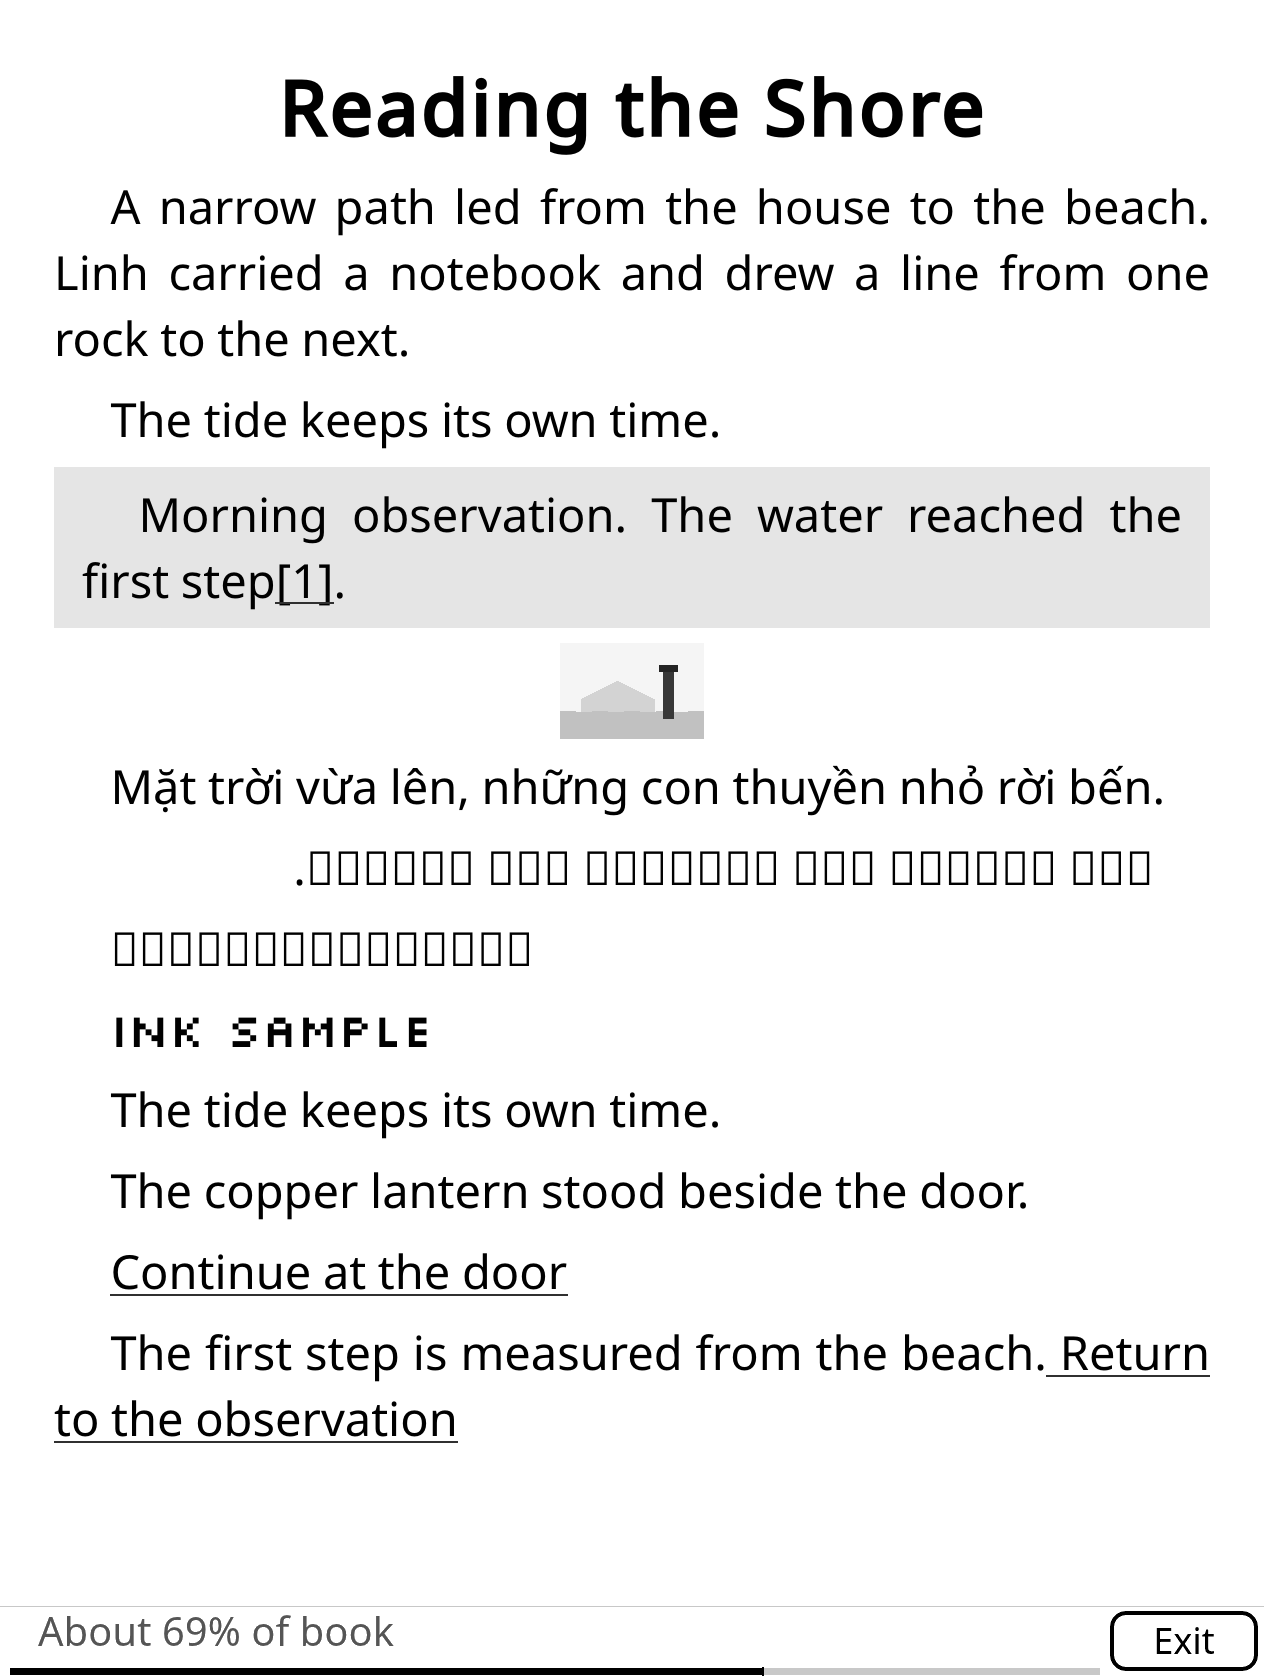 Reading the Shore
A narrow path led from the house to the beach.
Linh carried a notebook and drew a line from one
rock to the next.
The tide keeps its own time.
Morning observation. The water reached the
first step[1].
Mặt trời vừa lên, những con thuyền nhỏ rời bến.
INK SAMPLE
The tide keeps its own time.
The copper lantern stood beside the door.
Continue at the door
The first step is measured from the beach. Return
to the observation
About 69% of book
Exit